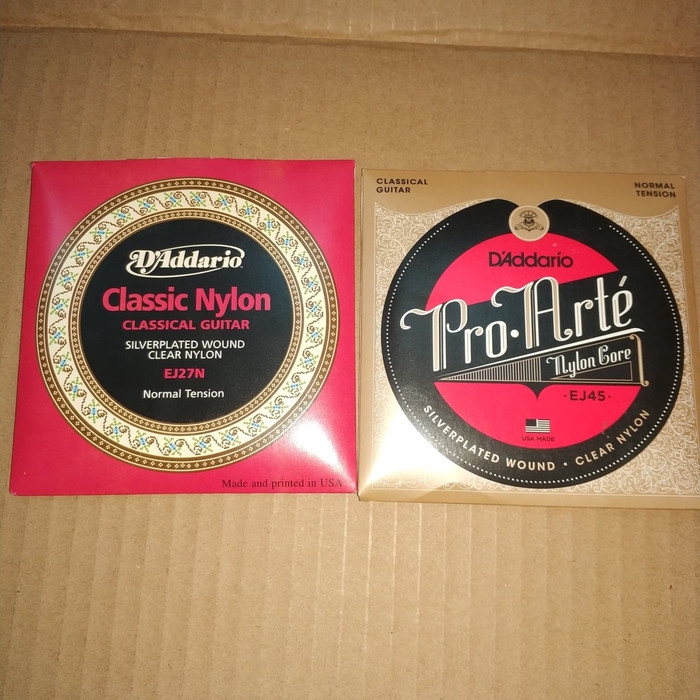 D'Addario
Classic Nylon
CLASSICAL GUITAR
SILVERPLATED WOUND
CLEAR NYLON
EJ27N
Normal Tension
Made and printed in USA
CLASSICAL
GUITAR
NORMAL
TENSION
D'Addario
Pro·Arté
Nylon Core
·EJ45·
USA MADE
SILVERPLATED WOUND · CLEAR NYLON